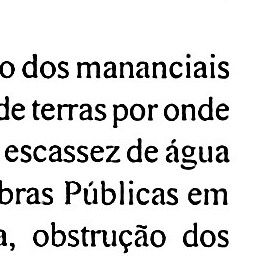 o dos mananciais
de terras por onde
escassez de água
bras Públicas em
a, obstrução dos